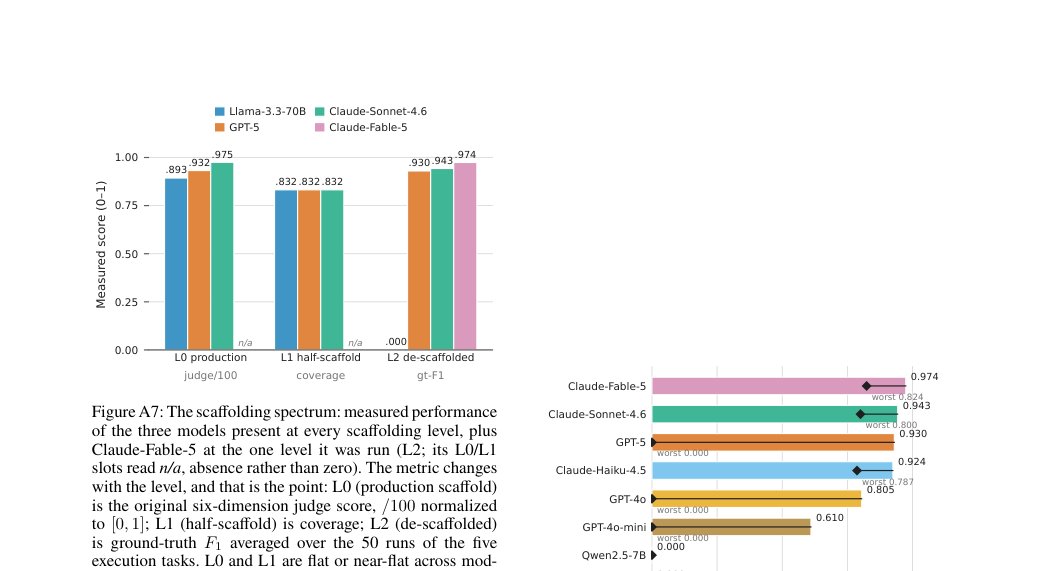 Llama-3.3-70B Claude-Sonnet-4.6
GPT-5 Claude-Fable-5
Measured score (0–1)
1.00
0.75
0.50
0.25
0.00
.893 .932 .975 n/a
.832 .832 .832 n/a
.000 .930 .943 .974
L0 production L1 half-scaffold L2 de-scaffolded
judge/100 coverage gt-F1
Figure A7: The scaffolding spectrum: measured performance
of the three models present at every scaffolding level, plus
Claude-Fable-5 at the one level it was run (L2; its L0/L1
slots read n/a, absence rather than zero). The metric changes
with the level, and that is the point: L0 (production scaffold)
is the original six-dimension judge score, /100 normalized
to [0, 1]; L1 (half-scaffold) is coverage; L2 (de-scaffolded)
is ground-truth F1 averaged over the 50 runs of the five
execution tasks. L0 and L1 are flat or near-flat across mod-
Claude-Fable-5 0.974
worst 0.824
Claude-Sonnet-4.6 0.943
worst 0.800
GPT-5 0.930
worst 0.000
Claude-Haiku-4.5 0.924
worst 0.787
GPT-4o 0.805
worst 0.000
GPT-4o-mini 0.610
worst 0.000
Qwen2.5-7B 0.000